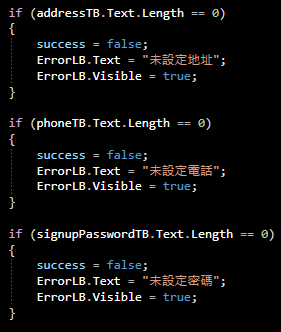 if (addressTB.Text.Length == 0)
{
    success = false;
    ErrorLB.Text = "未設定地址";
    ErrorLB.Visible = true;
}
if (phoneTB.Text.Length == 0)
{
    success = false;
    ErrorLB.Text = "未設定電話";
    ErrorLB.Visible = true;
}
if (signupPasswordTB.Text.Length == 0)
{
    success = false;
    ErrorLB.Text = "未設定密碼";
    ErrorLB.Visible = true;
}